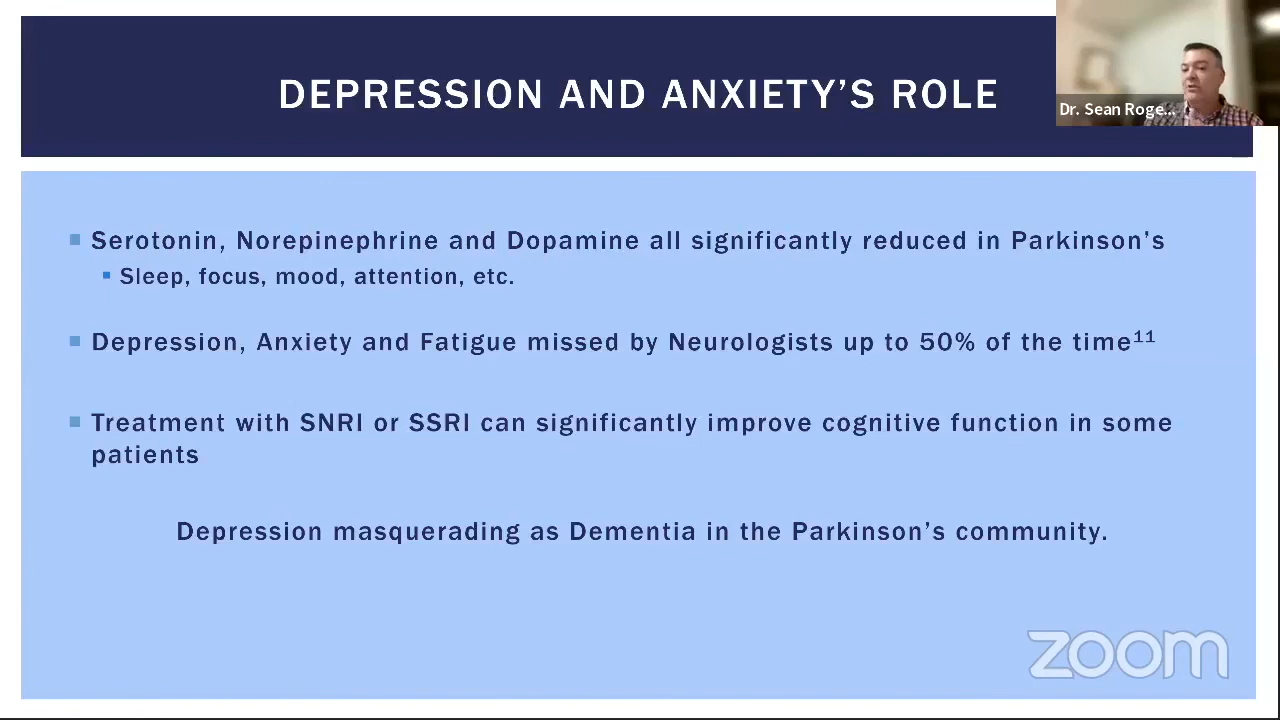 DEPRESSION AND ANXIETY'S ROLE
Dr. Sean Roge...
Serotonin, Norepinephrine and Dopamine all significantly reduced in Parkinson's
Sleep, focus, mood, attention, etc.
Depression, Anxiety and Fatigue missed by Neurologists up to 50% of the time¹¹
Treatment with SNRI or SSRI can significantly improve cognitive function in some
patients
Depression masquerading as Dementia in the Parkinson's community.
zoom